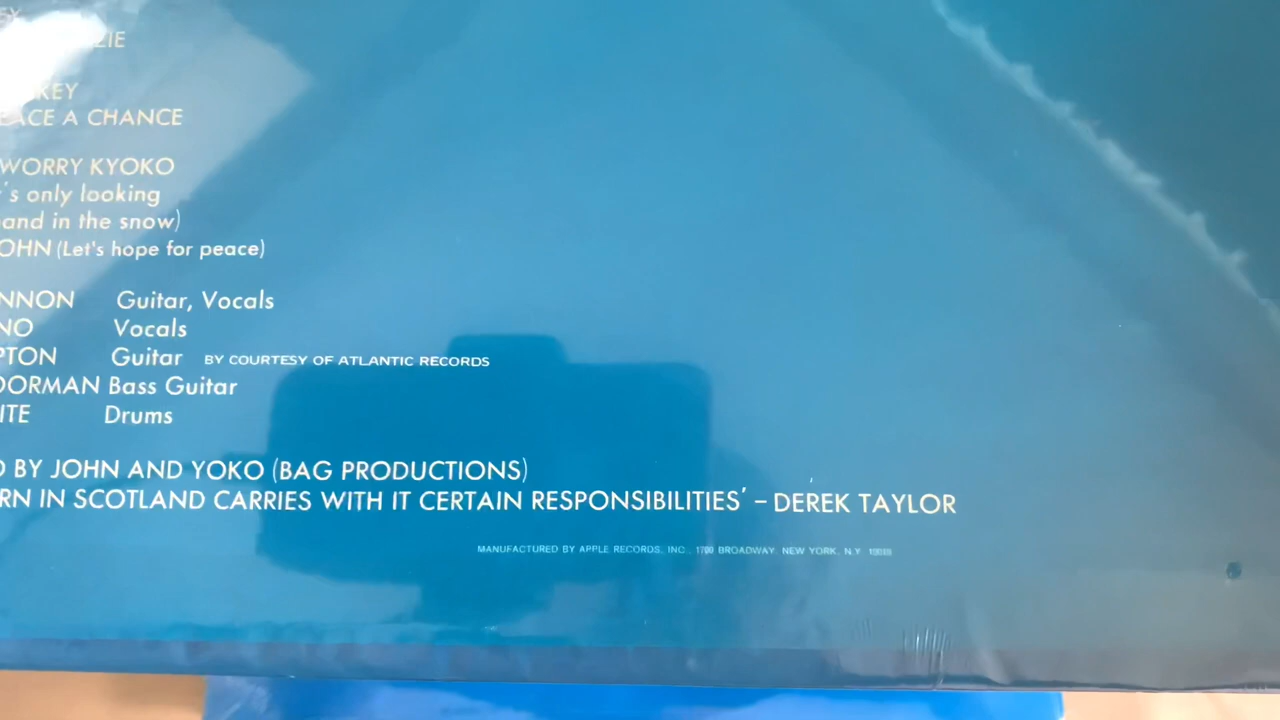 EY
ZIE
KEY
EACE A CHANCE
WORRY KYOKO
's only looking
and in the snow)
OHN (Let's hope for peace)
NNON Guitar, Vocals
NO Vocals
PTON Guitar BY COURTESY OF ATLANTIC RECORDS
OORMAN Bass Guitar
ITE Drums
D BY JOHN AND YOKO (BAG PRODUCTIONS)
RN IN SCOTLAND CARRIES WITH IT CERTAIN RESPONSIBILITIES' – DEREK TAYLOR
MANUFACTURED BY APPLE RECORDS, INC., 1700 BROADWAY, NEW YORK, N.Y. 10019